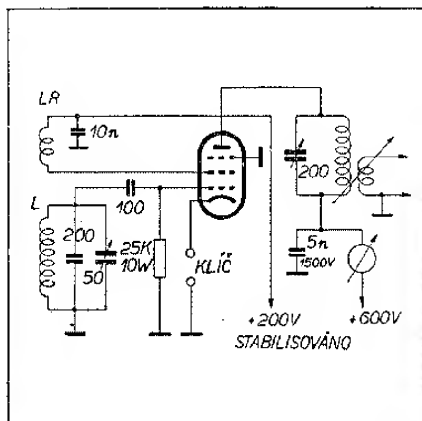 LR
10n
L
200
50
100
25K
10W
KLÍČ
200
5n
1500V
+200V
STABILISOVÁNO
+600V